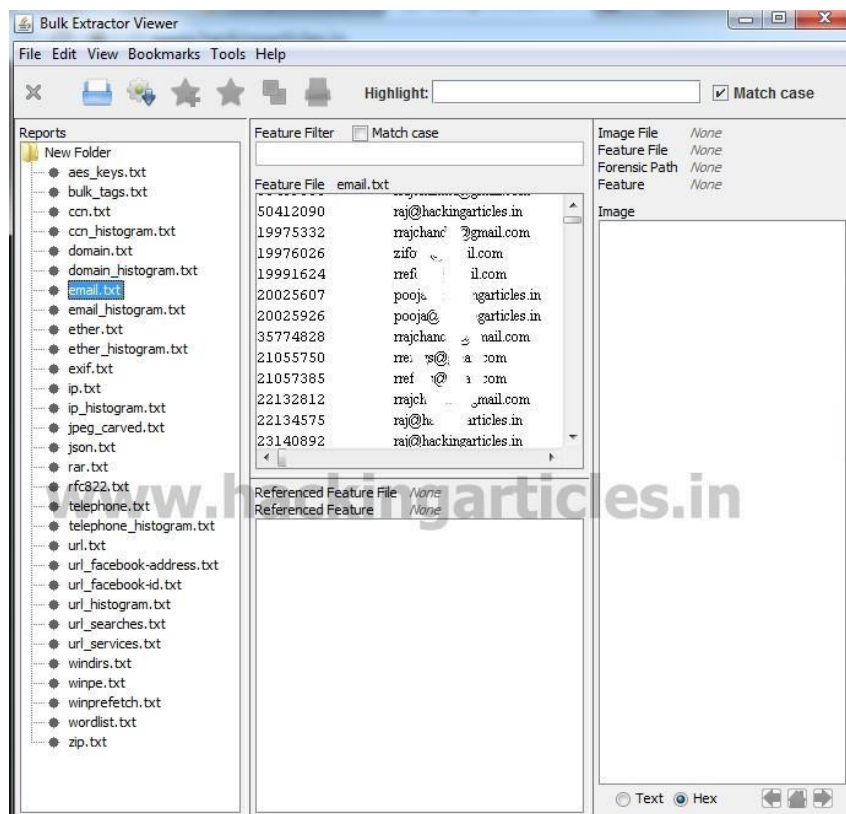 Bulk Extractor Viewer
File Edit View Bookmarks Tools Help
Highlight:
Match case
Reports
New Folder
aes_keys.txt
bulk_tags.txt
ccn.txt
ccn_histogram.txt
domain.txt
domain_histogram.txt
email.txt
email_histogram.txt
ether.txt
ether_histogram.txt
exif.txt
ip.txt
ip_histogram.txt
jpeg_carved.txt
json.txt
rar.txt
rfc822.txt
telephone.txt
telephone_histogram.txt
url.txt
url_facebook-address.txt
url_facebook-id.txt
url_histogram.txt
url_searches.txt
url_services.txt
windirs.txt
winpe.txt
winprefetch.txt
wordlist.txt
zip.txt
Feature Filter Match case
Feature File email.txt
50412090 raj@hackingarticles.in
19975332
19976026
19991624
20025607
20025926
35774828
21055750
21057385
22132812
22134575
23140892 raj@hackingarticles.in
Referenced Feature File None
Referenced Feature None
Image File None
Feature File None
Forensic Path None
Feature None
Image
Text Hex
www.hackingarticles.in